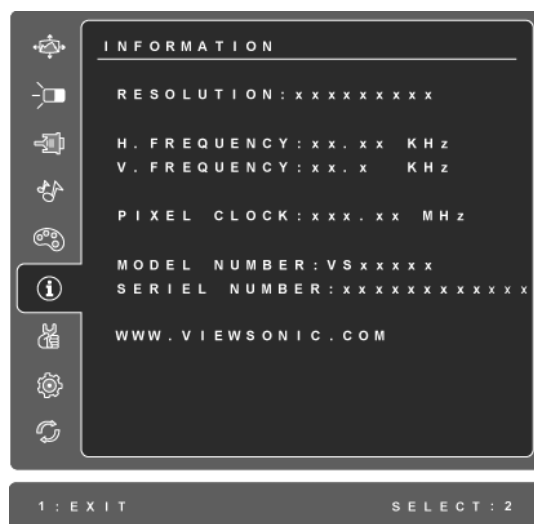 INFORMATION
RESOLUTION:xxxxxxxxx
H. FREQUENCY:xx.xx KHz
V. FREQUENCY:xx.x KHz
PIXEL CLOCK:xxx.xx MHz
MODEL NUMBER:VSxxxxx
SERIEL NUMBER:xxxxxxxxxxxx
WWW.VIEWSONIC.COM
1:EXIT SELECT:2